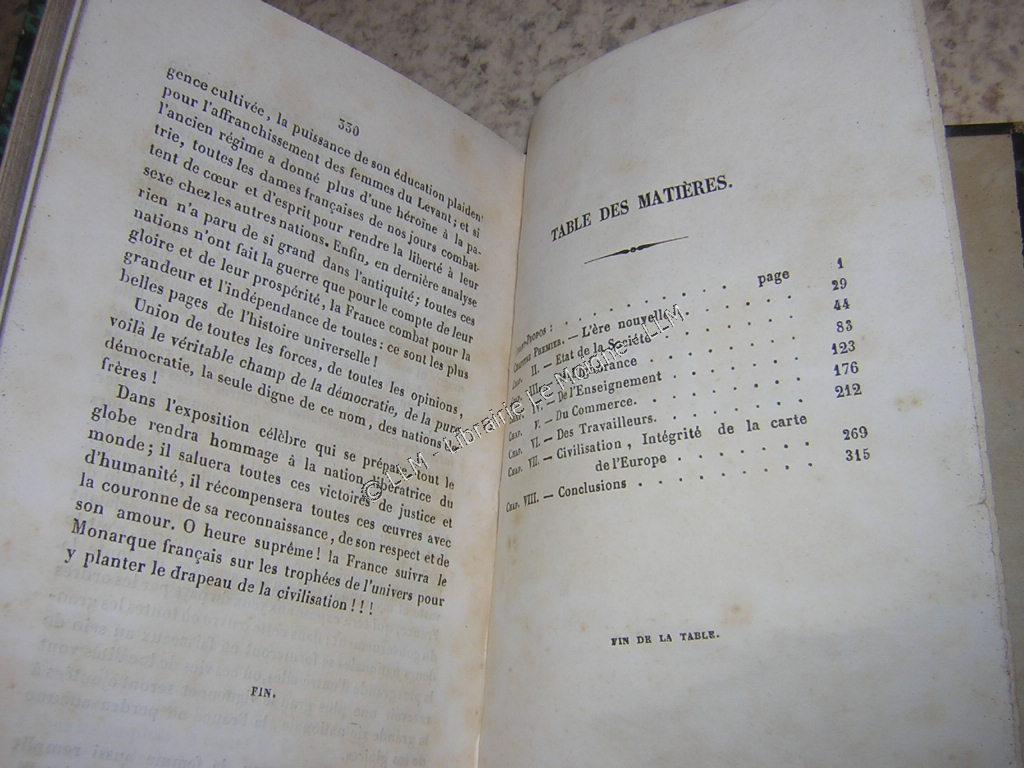 330
gence cultivée, la puissance de son éducation plaiden'
pour l'affranchissement des femmes du Levant; et si
l'ancien régime a donné plus d'une héroïne à la pa-
trie, toutes les dames françaises de nos jours combat-
tent de cœur et d'esprit pour rendre la liberté à leur
sexe chez les autres nations. Enfin, en dernière analyse
rien n'a paru de si grand dans l'antiquité; toutes ces
nations n'ont fait la guerre que pour le compte de leur
gloire et de leur prospérité, la France combat pour la
grandeur et l'indépendance de toutes: ce sont les plus
belles pages de l'histoire universelle!
Union de toutes les forces, de toutes les opinions,
voilà le véritable champ de la démocratie, de la pure
démocratie, la seule digne de ce nom, des nations
frères!
Dans l'exposition célèbre qui se prépare, tout le
globe rendra hommage à la nation libératrice du
monde; il saluera toutes ces victoires de justice et
d'humanité, il récompensera toutes ces œuvres avec
la couronne de sa reconnaissance, de son respect et de
son amour. O heure suprême! la France suivra le
Monarque français sur les trophées de l'univers pour
y planter le drapeau de la civilisation!!!
FIN.
TABLE DES MATIÈRES.
-Propos: . . . . . . . page 1
Chapitre Premier. — L'ère nouvelle. . . . 29
Chap. II. — Etat de la Société . . . 44
Chap. III. — 83
— De l'Enseignement . . . 123
Chap. V. — Du Commerce. . . . 176
Chap. VI. — Des Travailleurs. . . . 212
Chap. VII. — Civilisation, Intégrité de la carte
de l'Europe . . . 269
Chap. VIII. — Conclusions . . . 315
FIN DE LA TABLE.
© LLM - Librairie Le Moigne - LLM